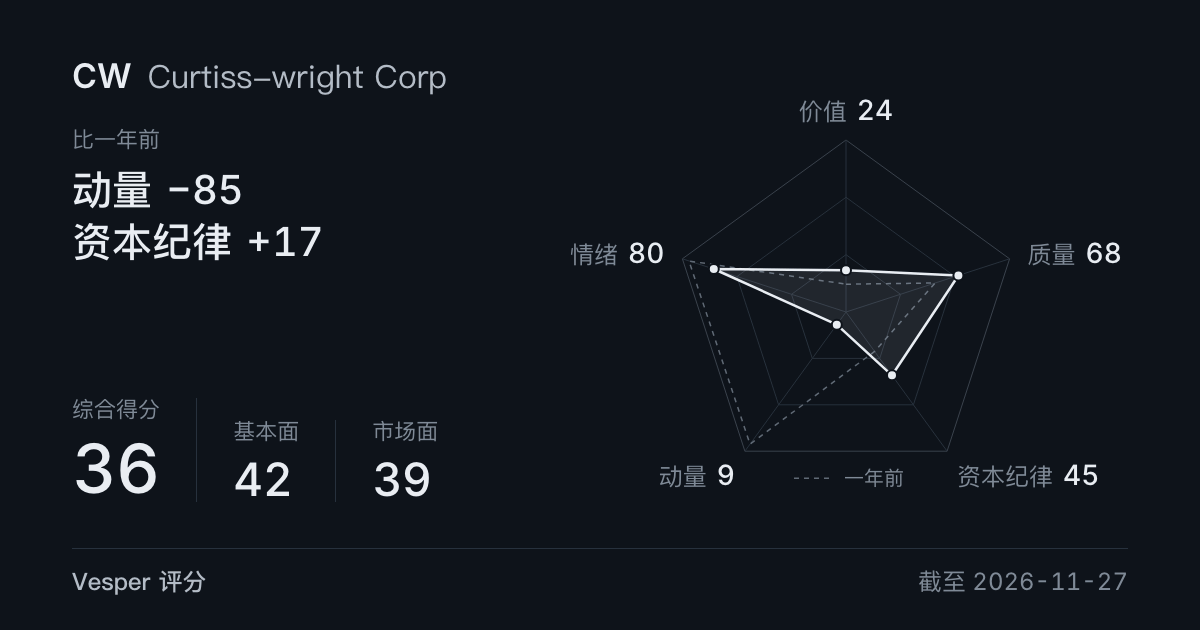 CW Curtiss–wright Corp
比一年前
动量 −85
资本纪律 +17
综合得分
36
基本面
42
市场面
39
价值 24
质量 68
情绪 80
动量 9
资本纪律 45
一年前
Vesper 评分
截至 2026-11-27